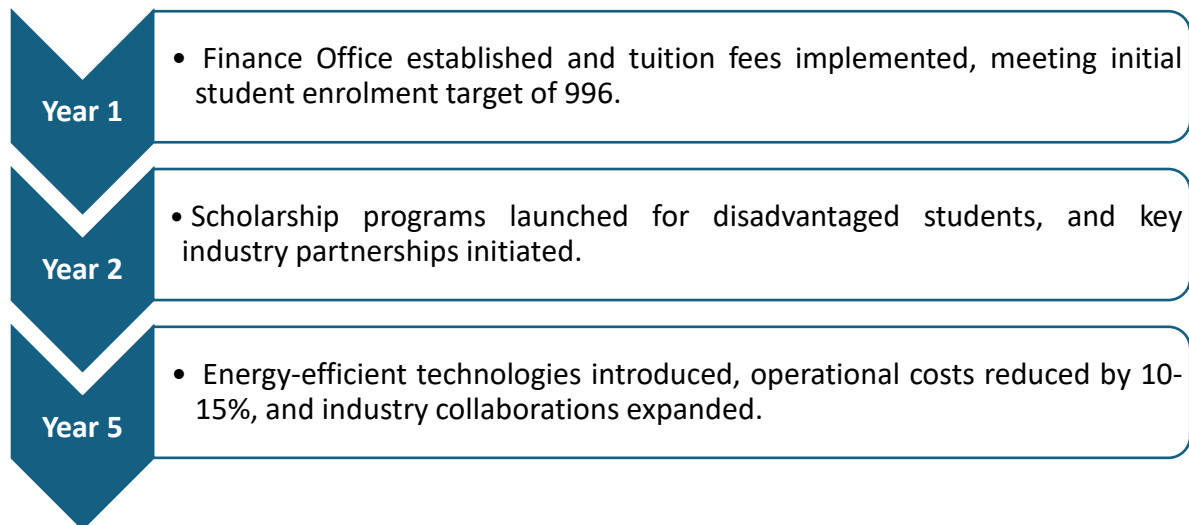 Year 1
• Finance Office established and tuition fees implemented, meeting initial
student enrolment target of 996.
Year 2
• Scholarship programs launched for disadvantaged students, and key
industry partnerships initiated.
Year 5
• Energy-efficient technologies introduced, operational costs reduced by 10-
15%, and industry collaborations expanded.